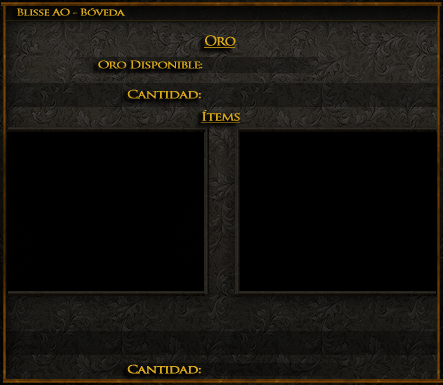 Blisse AO - Bóveda
Oro
Oro Disponible:
Cantidad:
Ítems
Cantidad: